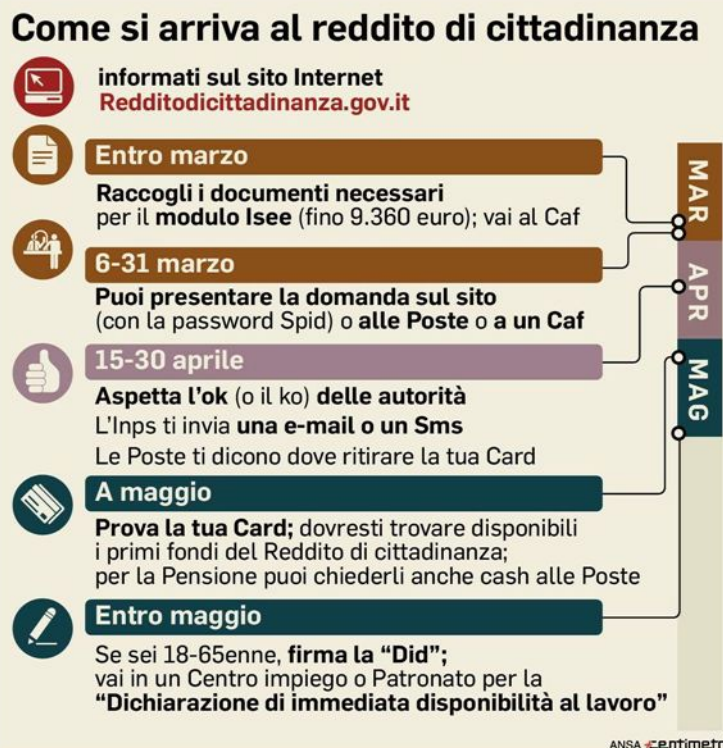 Come si arriva al reddito di cittadinanza
informati sul sito Internet
Redditodicittadinanza.gov.it
Entro marzo
Raccogli i documenti necessari
per il modulo Isee (fino 9.360 euro); vai al Caf
6-31 marzo
Puoi presentare la domanda sul sito
(con la password Spid) o alle Poste o a un Caf
15-30 aprile
Aspetta l'ok (o il ko) delle autorità
L'Inps ti invia una e-mail o un Sms
Le Poste ti dicono dove ritirare la tua Card
A maggio
Prova la tua Card; dovresti trovare disponibili
i primi fondi del Reddito di cittadinanza;
per la Pensione puoi chiederli anche cash alle Poste
Entro maggio
Se sei 18-65enne, firma la “Did”;
vai in un Centro impiego o Patronato per la
“Dichiarazione di immediata disponibilità al lavoro”
MAR
APR
MAG
ANSA centimetr